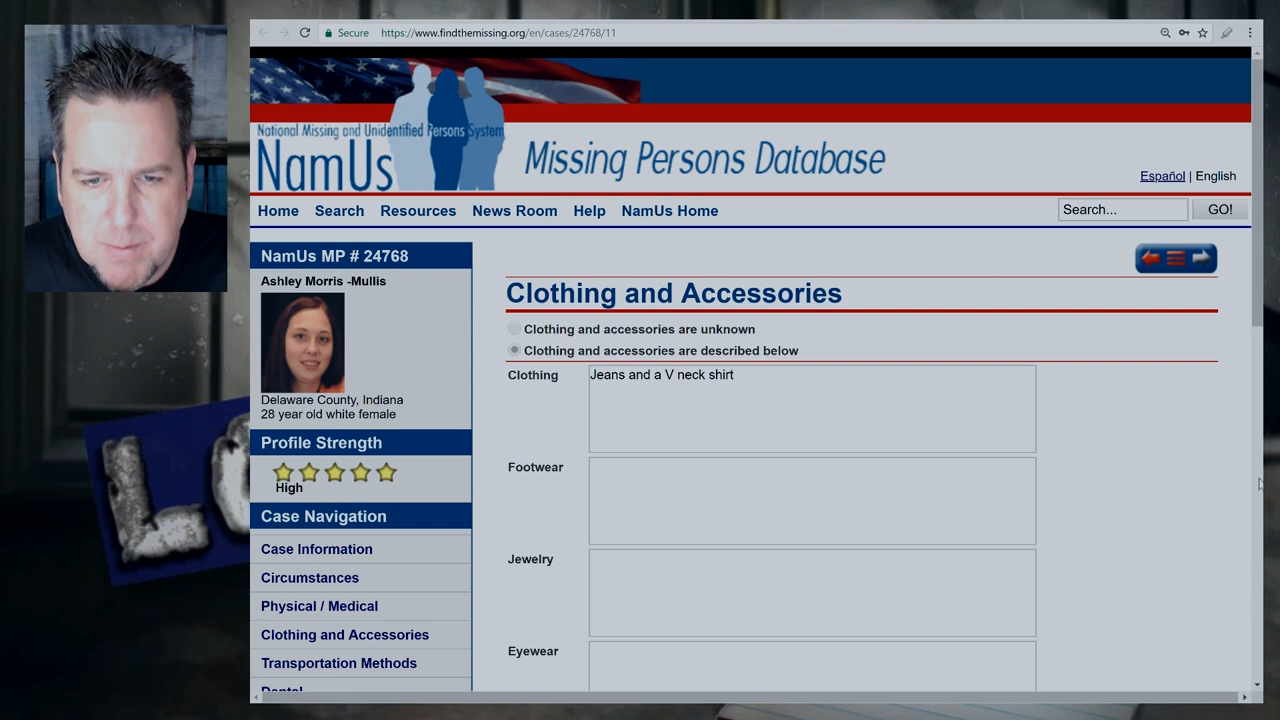 Secure
https://www.findthemissing.org/en/cases/24768/11
National Missing and Unidentified Persons System
NamUs
Missing Persons Database
Español | English
Home Search Resources News Room Help NamUs Home
Search... GO!
NamUs MP # 24768
Ashley Morris -Mullis
Delaware County, Indiana
28 year old white female
Profile Strength
High
Case Navigation
Case Information
Circumstances
Physical / Medical
Clothing and Accessories
Transportation Methods
Dental
Clothing and Accessories
Clothing and accessories are unknown
Clothing and accessories are described below
Clothing
Jeans and a V neck shirt
Footwear
Jewelry
Eyewear